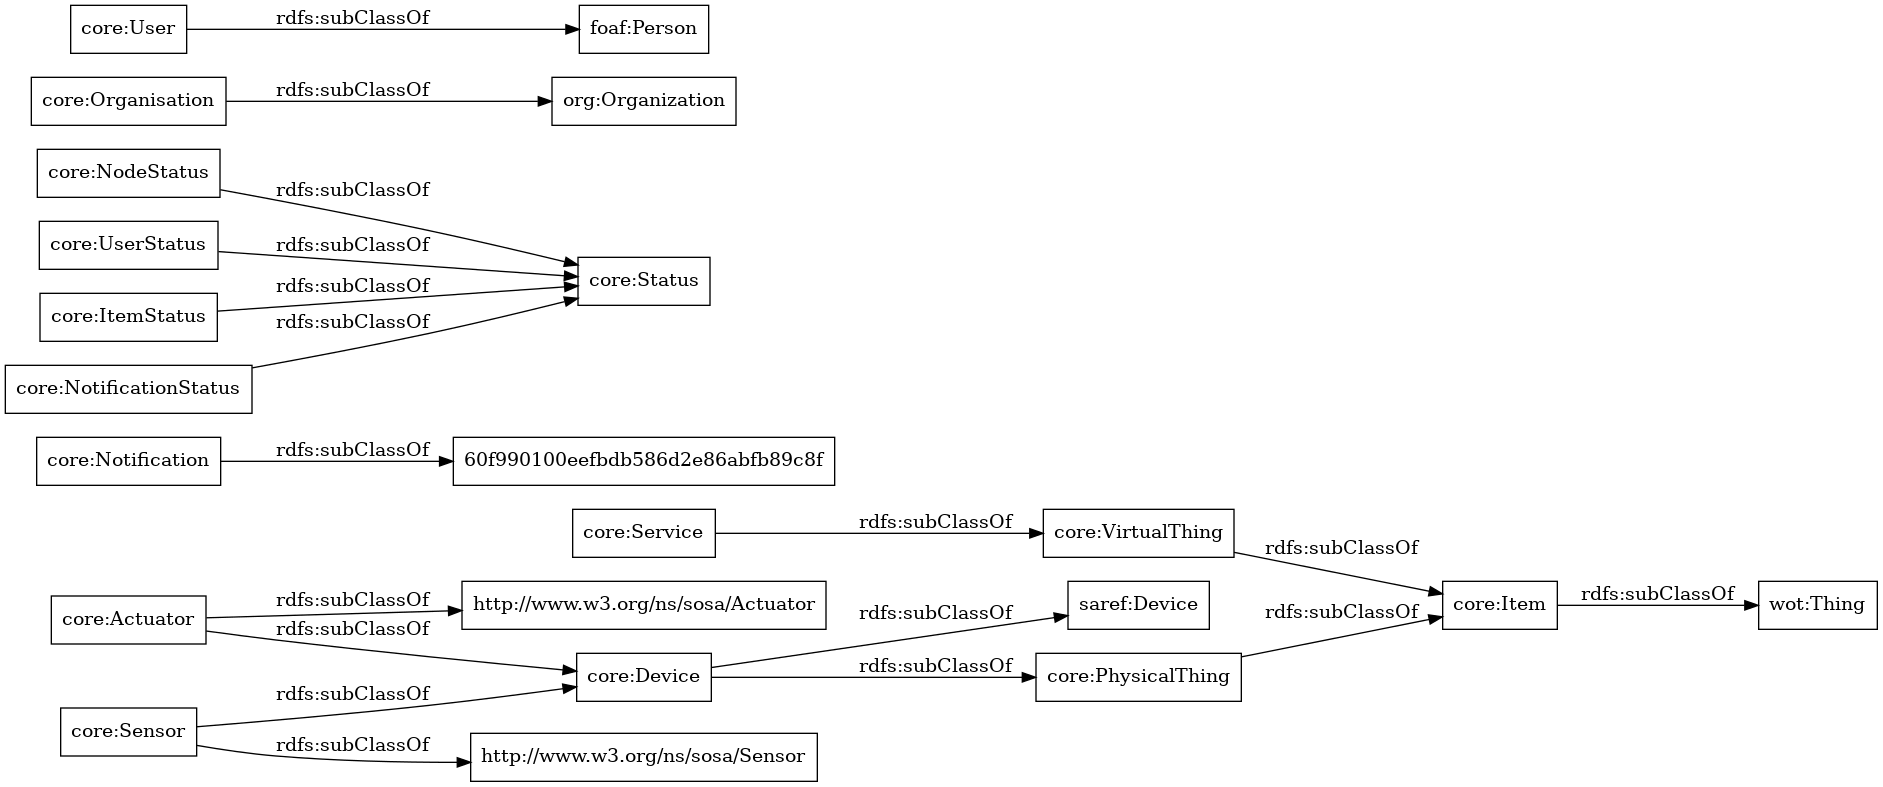 core:User
rdfs:subClassOf
foaf:Person
core:Organisation
rdfs:subClassOf
org:Organization
core:NodeStatus
rdfs:subClassOf
core:UserStatus
rdfs:subClassOf
core:ItemStatus
rdfs:subClassOf
core:Status
core:NotificationStatus
rdfs:subClassOf
core:Notification
rdfs:subClassOf
60f990100eefbdb586d2e86abfb89c8f
core:Service
rdfs:subClassOf
core:VirtualThing
rdfs:subClassOf
core:Actuator
rdfs:subClassOf
http://www.w3.org/ns/sosa/Actuator
rdfs:subClassOf
rdfs:subClassOf
saref:Device
rdfs:subClassOf
core:Item
rdfs:subClassOf
wot:Thing
core:Device
rdfs:subClassOf
core:PhysicalThing
core:Sensor
rdfs:subClassOf
rdfs:subClassOf
http://www.w3.org/ns/sosa/Sensor